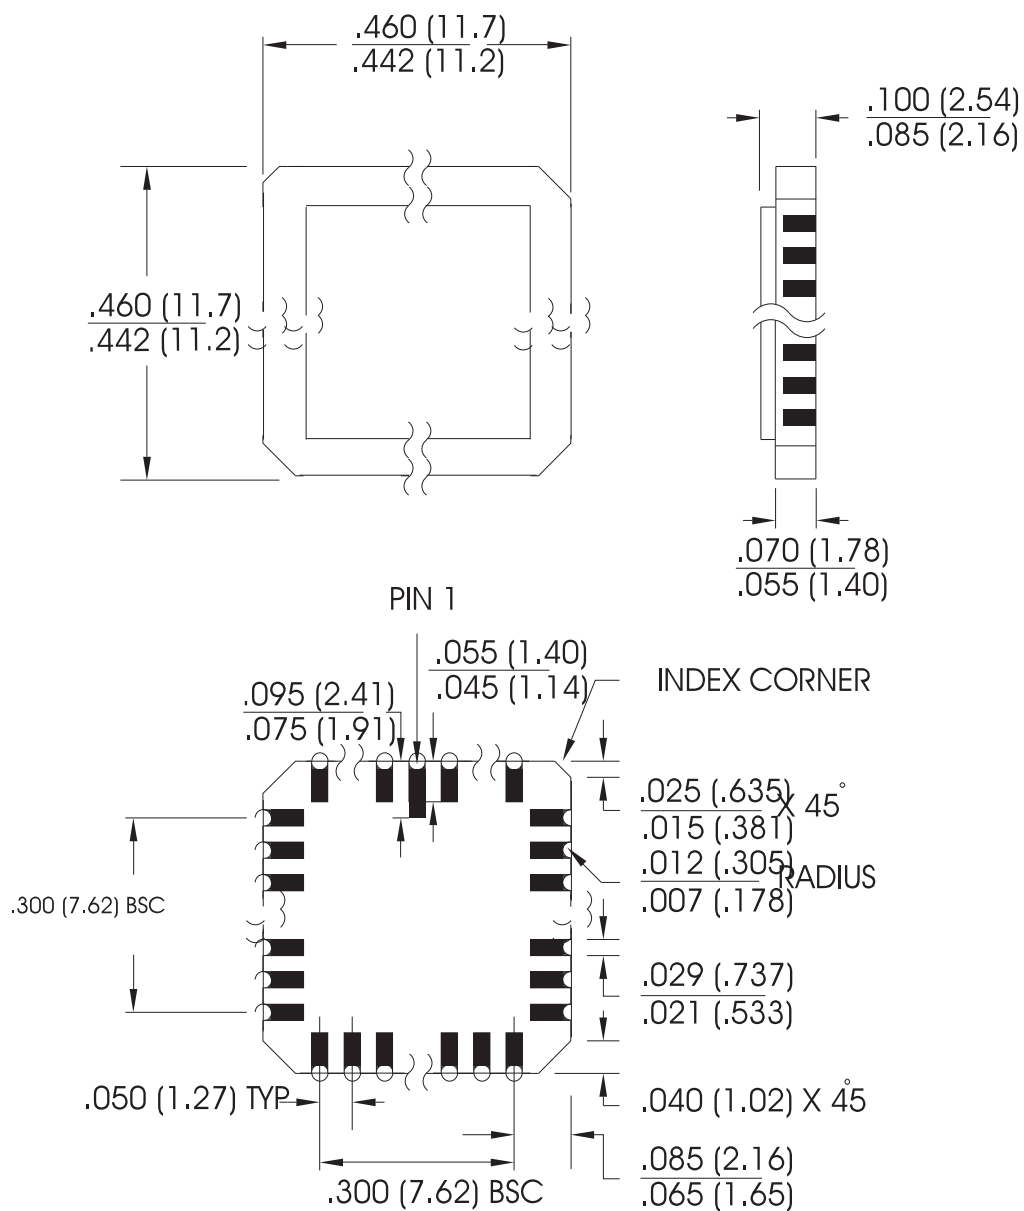 .460 (11.7)
.442 (11.2)
.100 (2.54)
.085 (2.16)
.460 (11.7)
.442 (11.2)
.070 (1.78)
.055 (1.40)
PIN 1
.055 (1.40)
.045 (1.14)
INDEX CORNER
.095 (2.41)
.075 (1.91)
.025 (.635)
X 45°
.015 (.381)
.012 (.305)
RADIUS
.007 (.178)
.300 (7.62) BSC
.029 (.737)
.021 (.533)
.050 (1.27) TYP
.040 (1.02) X 45°
.085 (2.16)
.065 (1.65)
.300 (7.62) BSC